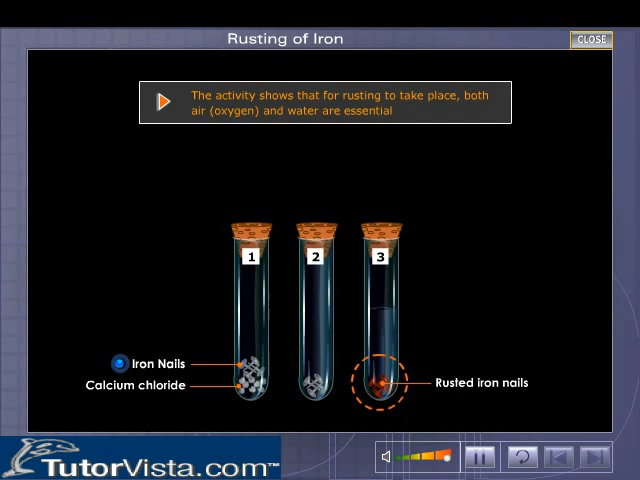 Rusting of Iron
CLOSE
The activity shows that for rusting to take place, both
air (oxygen) and water are essential
1
2
3
Iron Nails
Calcium chloride
Rusted iron nails
TutorVista.com™